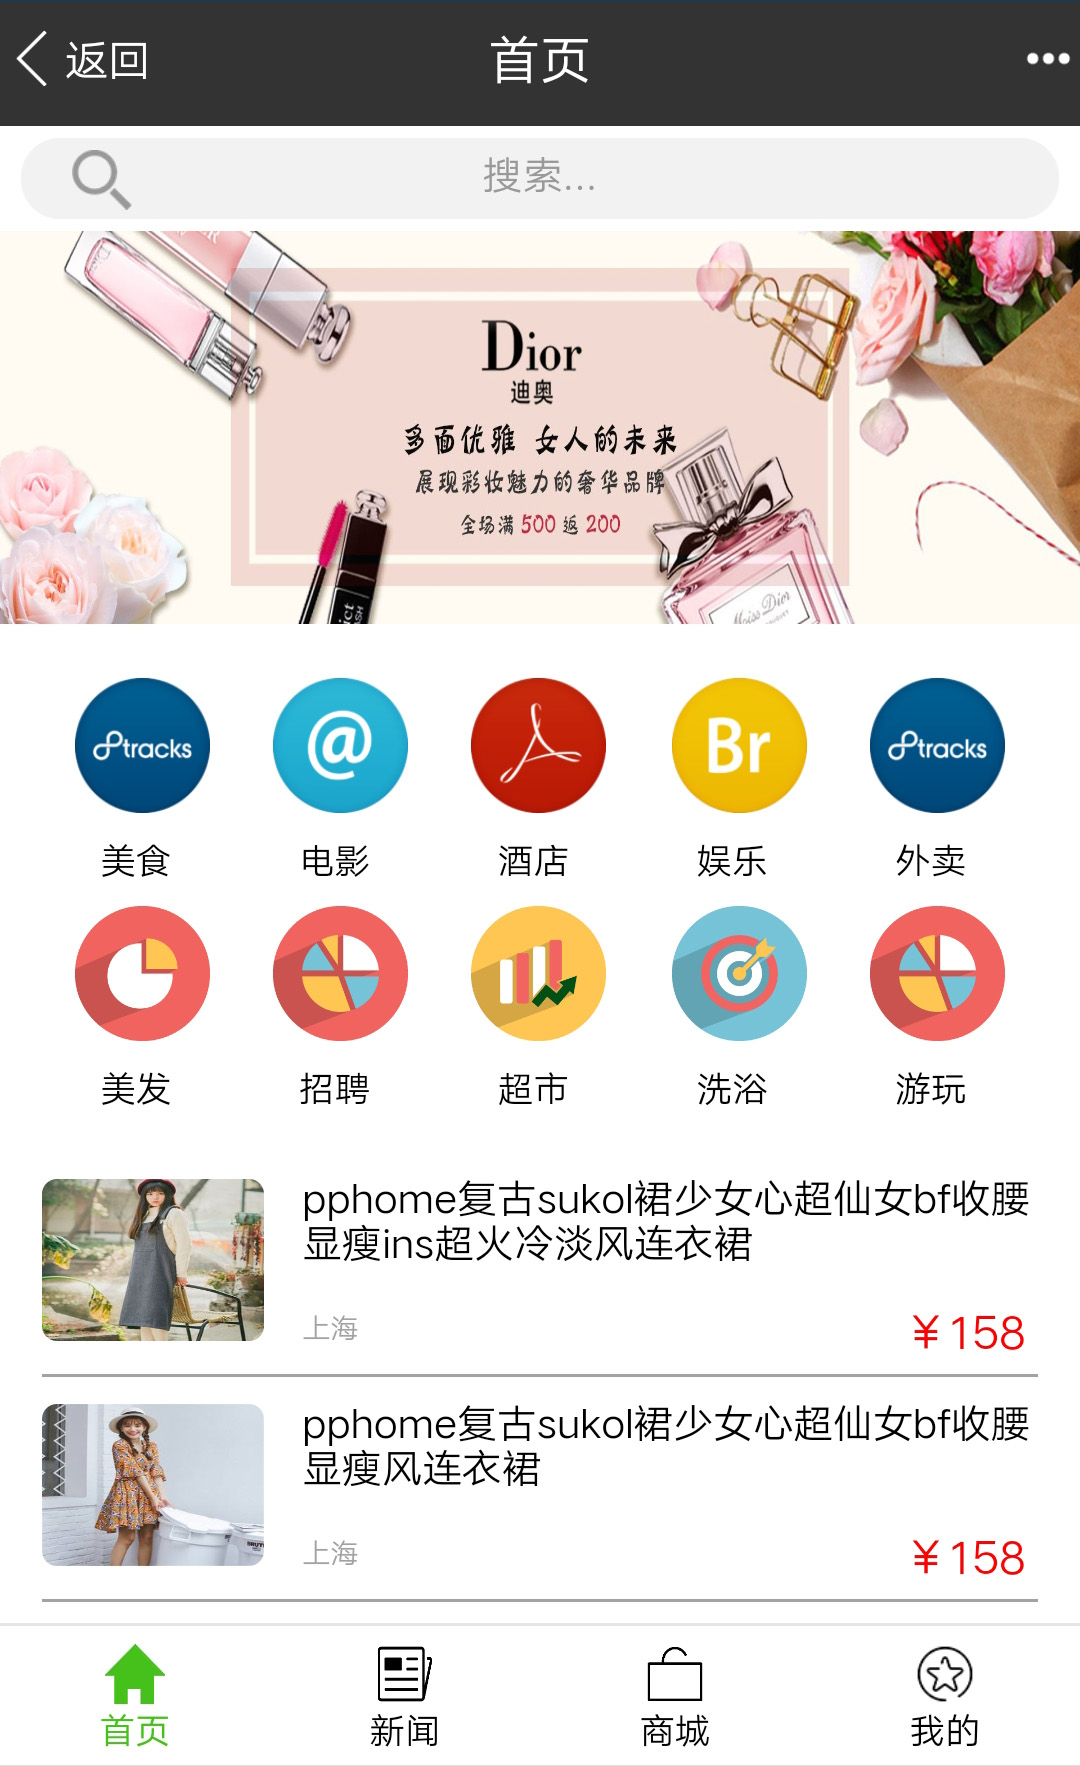 返回
首页
搜索...
Dior
迪奥
多面优雅 女人的未来
展现彩妆魅力的奢华品牌
全场满 500 返 200
Miss Dior
8tracks
@
Br
8tracks
美食
电影
酒店
娱乐
外卖
美发
招聘
超市
洗浴
游玩
pphome复古sukol裙少女心超仙女bf收腰
显瘦ins超火冷淡风连衣裙
上海
¥158
pphome复古sukol裙少女心超仙女bf收腰
显瘦风连衣裙
上海
¥158
首页
新闻
商城
我的